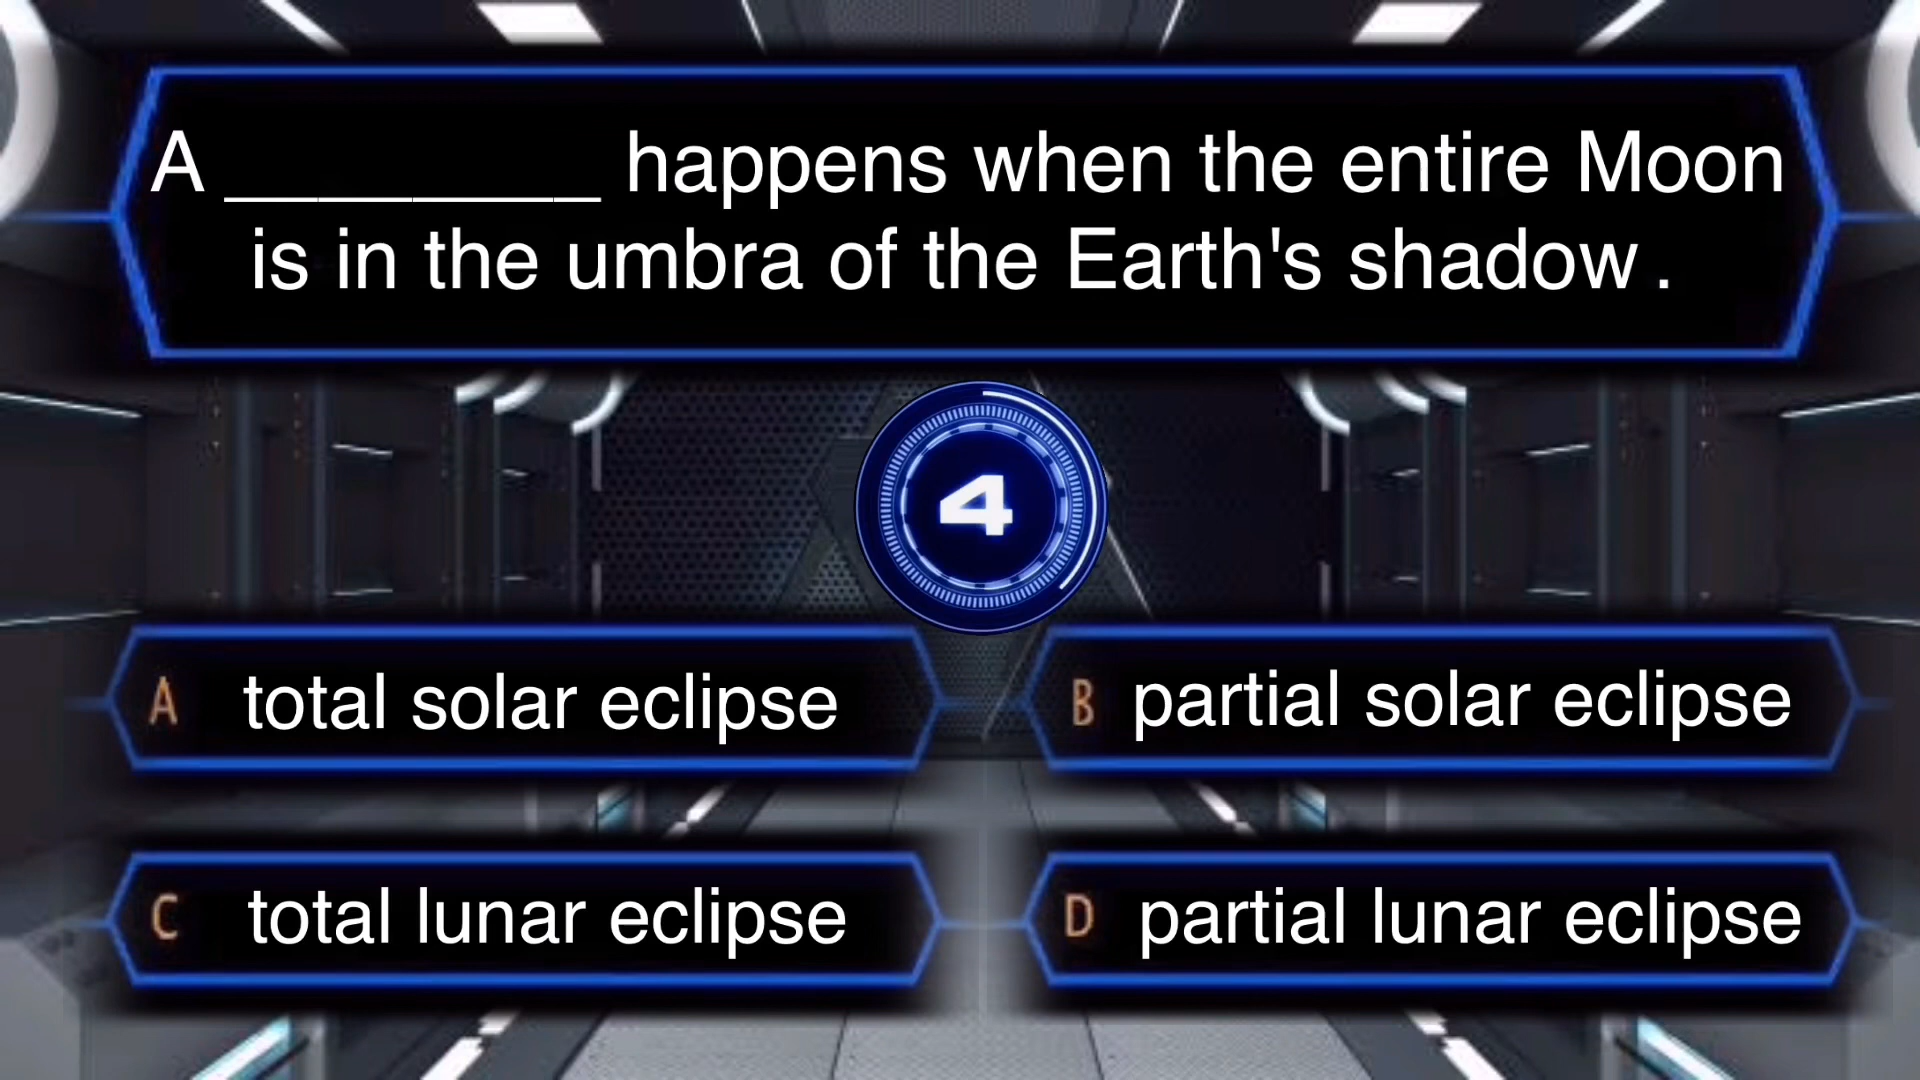 A ________ happens when the entire Moon
is in the umbra of the Earth's shadow .
4
A total solar eclipse
B partial solar eclipse
C total lunar eclipse
D partial lunar eclipse